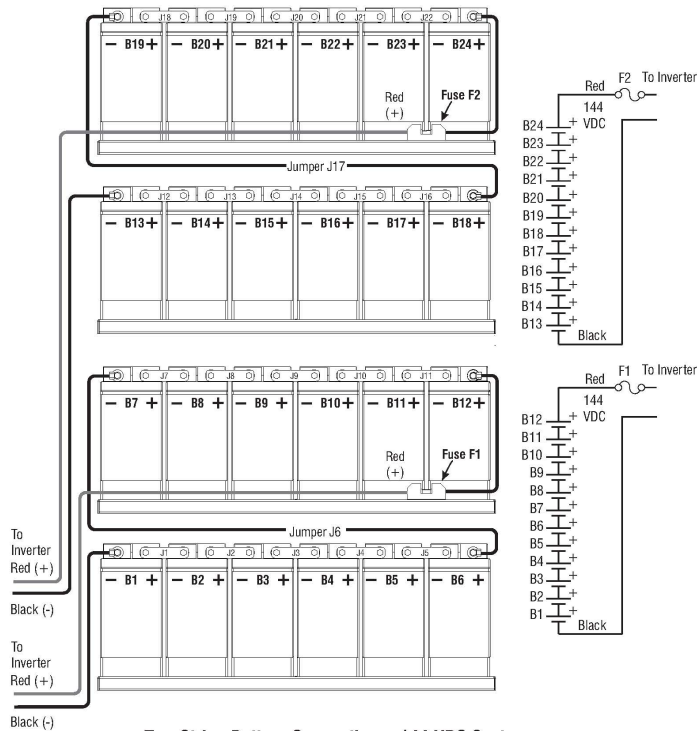 J18 J19 J20 J21 J22
− B19 + − B20 + − B21 + − B22 + − B23 + − B24 +
Red
(+)
Fuse F2
Jumper J17
J12 J13 J14 J15 J16
− B13 + − B14 + − B15 + − B16 + − B17 + − B18 +
J7 J8 J9 J10 J11
− B7 + − B8 + − B9 + − B10 + − B11 + − B12 +
Red
(+)
Fuse F1
Jumper J6
J1 J2 J3 J4 J5
− B1 + − B2 + − B3 + − B4 + − B5 + − B6 +
To
Inverter
Red (+)
Black (-)
To
Inverter
Red (+)
Black (-)
Red
F2
To Inverter
144
VDC
B24 +
B23 +
B22 +
B21 +
B20 +
B19 +
B18 +
B17 +
B16 +
B15 +
B14 +
B13 +
Black
Red
F1
To Inverter
144
VDC
B12 +
B11 +
B10 +
B9 +
B8 +
B7 +
B6 +
B5 +
B4 +
B3 +
B2 +
B1 +
Black